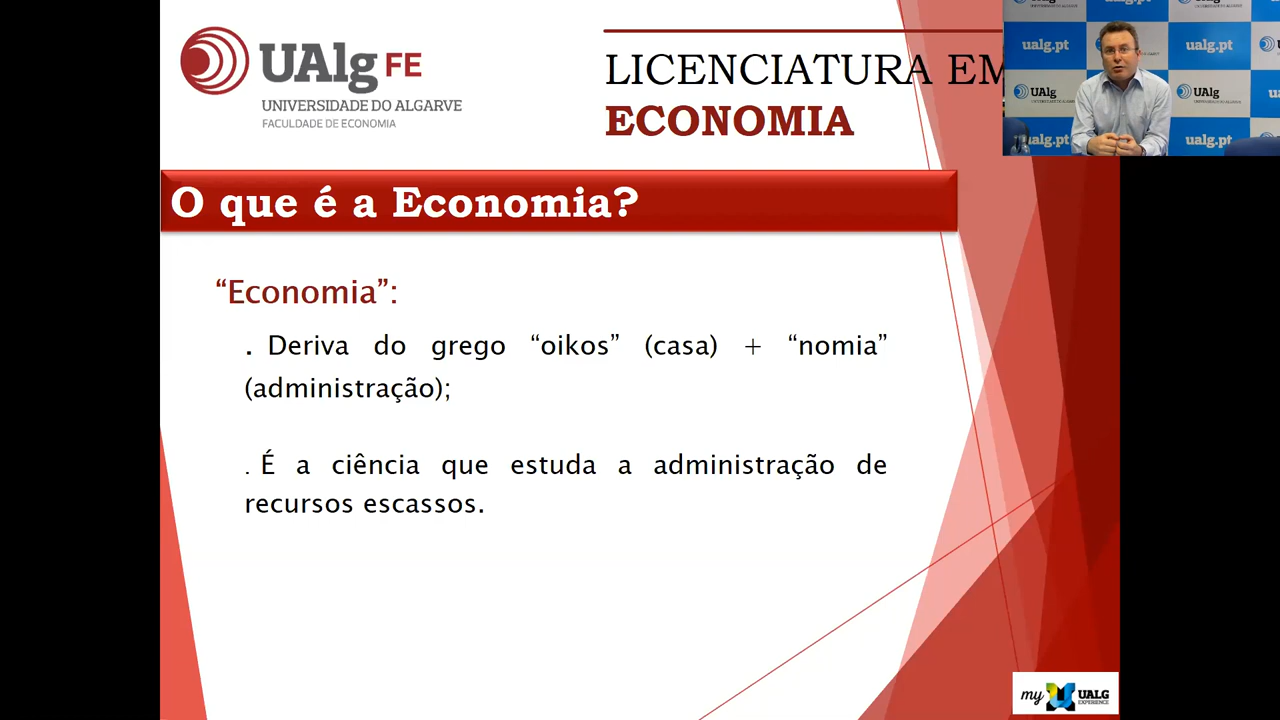 UAlg FE
UNIVERSIDADE DO ALGARVE
FACULDADE DE ECONOMIA
LICENCIATURA EM
ECONOMIA
ualg.pt
ualg.pt
UAlg
UAlg
ualg.pt
ualg.pt
O que é a Economia?
“Economia”:
. Deriva do grego “oikos” (casa) + “nomia”
(administração);
. É a ciência que estuda a administração de
recursos escassos.
my UALG
EXPERIENCE